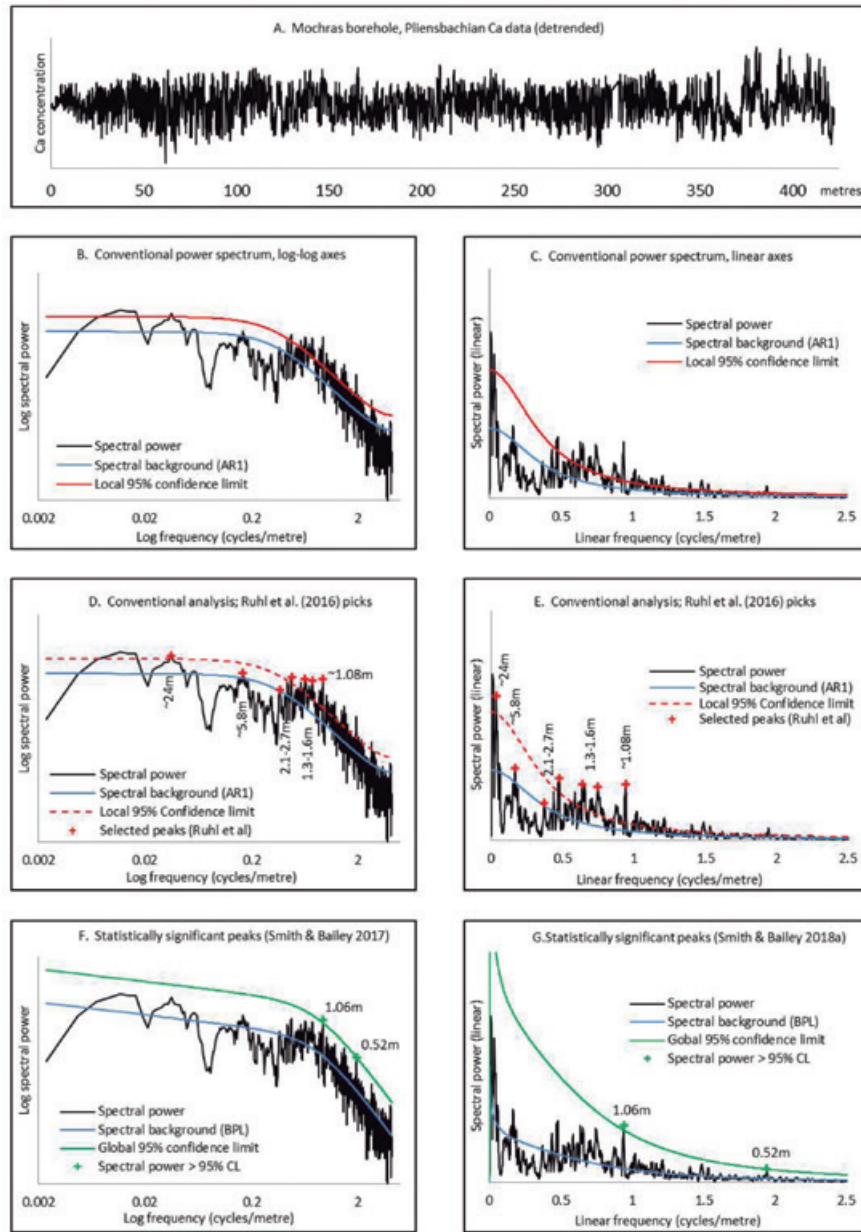 A. Mochras borehole, Pliensbachian Ca data (detrended)
Ca concentration
0 50 100 150 200 250 300 350 400 metres
B. Conventional power spectrum, log-log axes
Log spectral power
Spectral power
Spectral background (AR1)
Local 95% confidence limit
0.002 0.02 0.2 2
Log frequency (cycles/metre)
C. Conventional power spectrum, linear axes
Spectral power (linear)
Spectral power
Spectral background (AR1)
Local 95% confidence limit
0 0.5 1 1.5 2 2.5
Linear frequency (cycles/metre)
D. Conventional analysis; Ruhl et al. (2016) picks
Log spectral power
~24m
~5.8m
2.1-2.7m
1.3-1.6m
~1.08m
Spectral power
Spectral background (AR1)
Local 95% Confidence limit
Selected peaks (Ruhl et al)
0.002 0.02 0.2 2
Log frequency (cycles/metre)
E. Conventional analysis; Ruhl et al. (2016) picks
Spectral power (linear)
~24m
~5.8m
2.1-2.7m
1.3-1.6m
~1.08m
Spectral power
Spectral background (AR1)
Local 95% Confidence limit
Selected peaks (Ruhl et al)
0 0.5 1 1.5 2 2.5
Linear frequency (cycles/metre)
F. Statistically significant peaks (Smith & Bailey 2017)
Log spectral power
1.06m
0.52m
Spectral power
Spectral background (BPL)
Global 95% confidence limit
Spectral power > 95% CL
0.002 0.02 0.2 2
Log frequency (cycles/metre)
G.Statistically significant peaks (Smith & Bailey 2018a)
Spectral power (linear)
Spectral power
Spectral background (BPL)
Gobal 95% confidence limit
Spectral power > 95% CL
1.06m
0.52m
0 0.5 1 1.5 2 2.5
Linear frequency (cycles/metre)